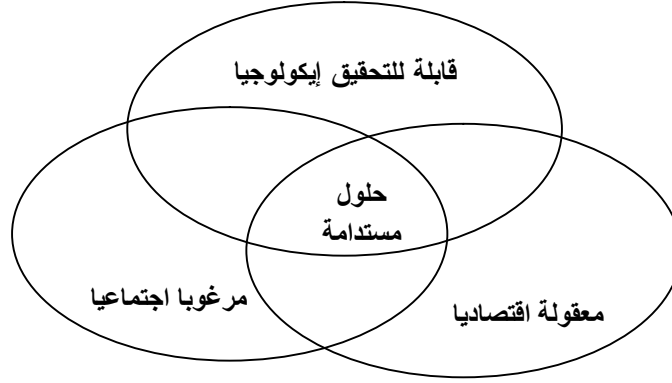 قابلة للتحقيق إيكولوجيا
حلول
مستدامة
مرغوبا اجتماعيا
معقولة اقتصاديا